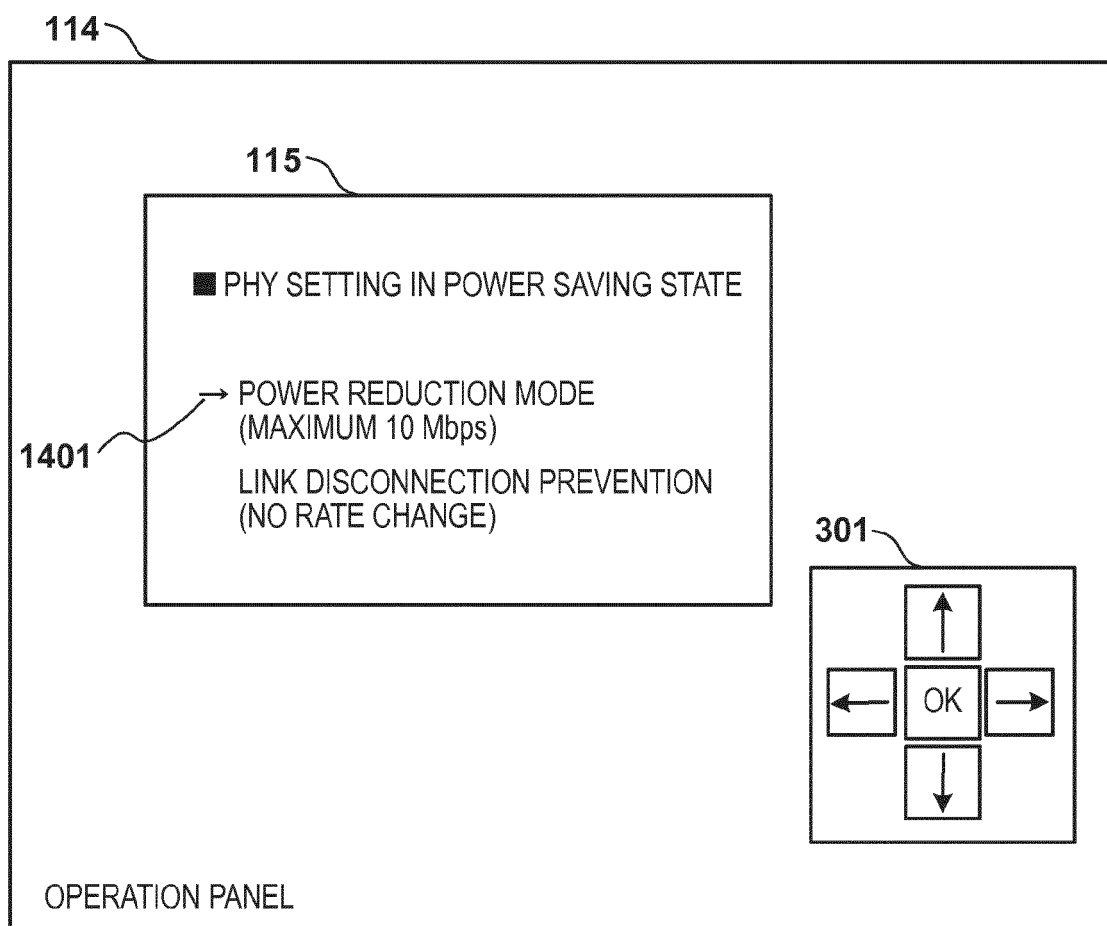 114
115
■ PHY SETTING IN POWER SAVING STATE
→ POWER REDUCTION MODE
(MAXIMUM 10 Mbps)
1401
LINK DISCONNECTION PREVENTION
(NO RATE CHANGE)
301
↑
← OK →
↓
OPERATION PANEL